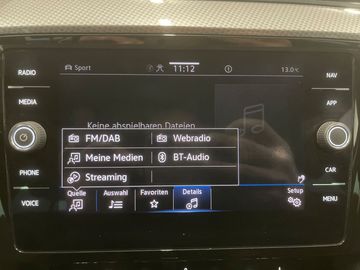 RADIO
MEDIA
PHONE
VOICE
Sport
11:12
13.0°C
Keine abspielbaren Dateien
FM/DAB Webradio
Meine Medien BT-Audio
Streaming
Quelle Auswahl Favoriten Details Setup
NAV
APP
CAR
MENU